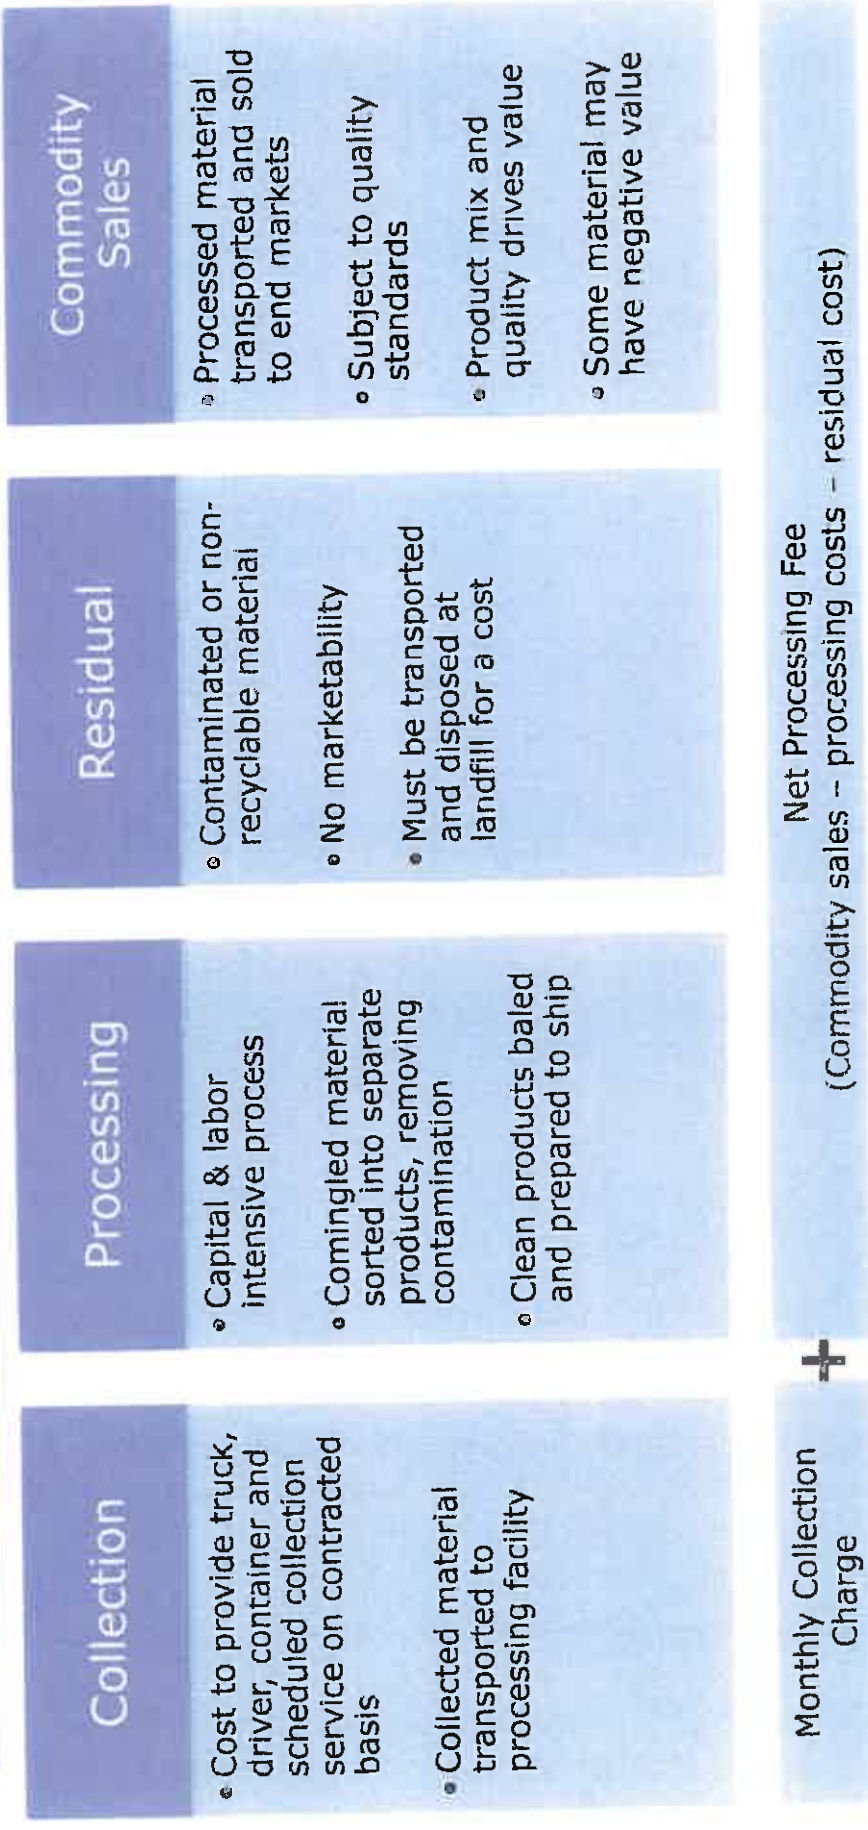 Collection
• Cost to provide truck,
driver, container and
scheduled collection
service on contracted
basis
• Collected material
transported to
processing facility
Processing
• Capital & labor
intensive process
• Comingled material
sorted into separate
products, removing
contamination
• Clean products baled
and prepared to ship
Residual
• Contaminated or non-
recyclable material
• No marketability
• Must be transported
and disposed at
landfill for a cost
Commodity
Sales
• Processed material
transported and sold
to end markets
• Subject to quality
standards
• Product mix and
quality drives value
• Some material may
have negative value
Monthly Collection
Charge
+
Net Processing Fee
(Commodity sales – processing costs – residual cost)